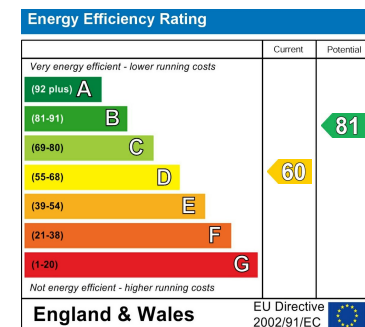 Energy Efficiency Rating
Current Potential
Very energy efficient - lower running costs
(92 plus) A
(81-91) B
(69-80) C
(55-68) D
(39-54) E
(21-38) F
(1-20) G
60
81
Not energy efficient - higher running costs
England & Wales
EU Directive
2002/91/EC